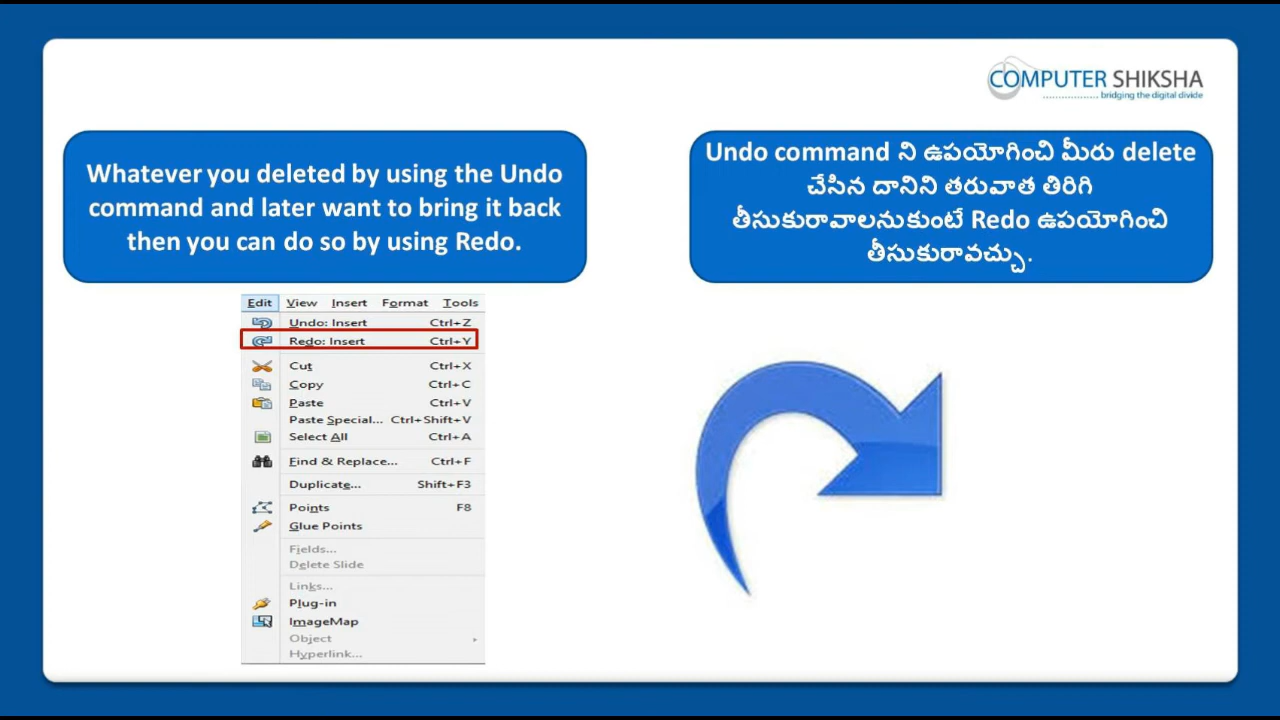 COMPUTER SHIKSHA
bridging the digital divide
Whatever you deleted by using the Undo
command and later want to bring it back
then you can do so by using Redo.
Undo command ని ఉపయోగించి మీరు delete
చేసిన దానిని తరువాత తిరిగి
తీసుకురావాలనుకుంటే Redo ఉపయోగించి
తీసుకురావచ్చు.
Edit View Insert Format Tools
Undo: Insert Ctrl+Z
Redo: Insert Ctrl+Y
Cut Ctrl+X
Copy Ctrl+C
Paste Ctrl+V
Paste Special... Ctrl+Shift+V
Select All Ctrl+A
Find & Replace... Ctrl+F
Duplicate... Shift+F3
Points F8
Glue Points
Fields...
Delete Slide
Links...
Plug-in
ImageMap
Object
Hyperlink...